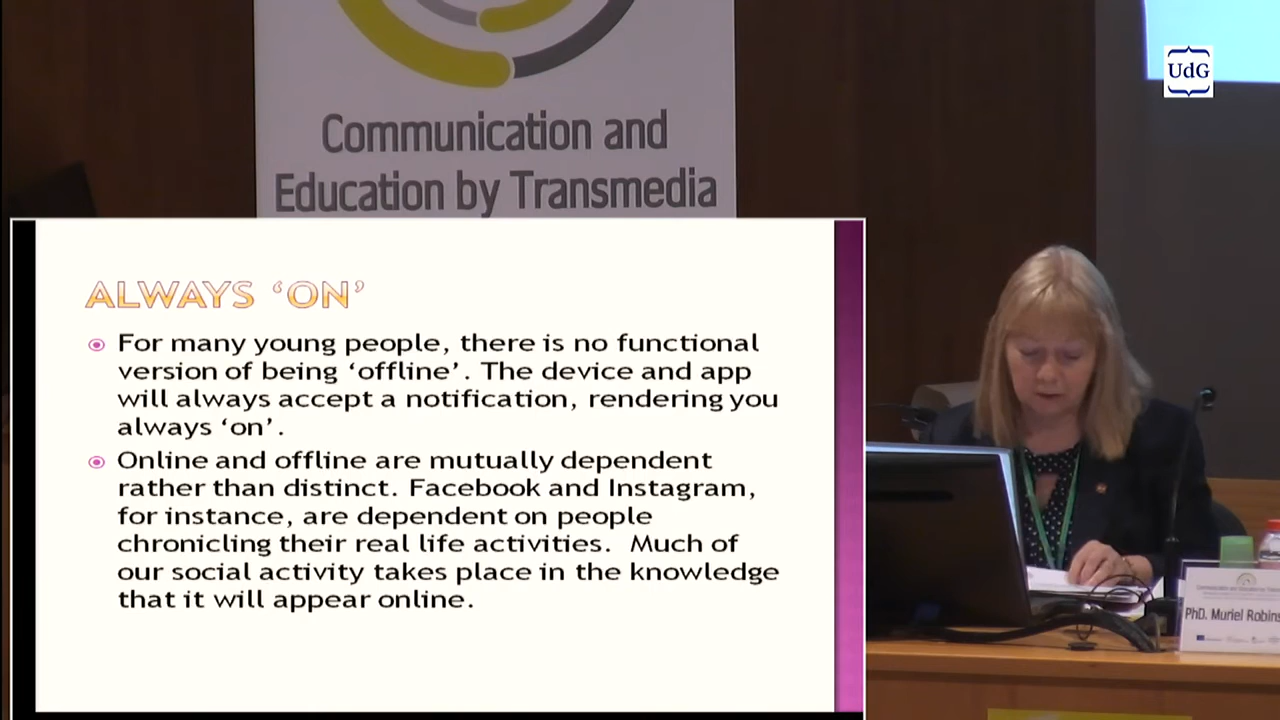 UdG
Communication and
Education by Transmedia
ALWAYS ‘ON’
For many young people, there is no functional
version of being ‘offline’. The device and app
will always accept a notification, rendering you
always ‘on’.
Online and offline are mutually dependent
rather than distinct. Facebook and Instagram,
for instance, are dependent on people
chronicling their real life activities. Much of
our social activity takes place in the knowledge
that it will appear online.
PhD. Muriel Robins